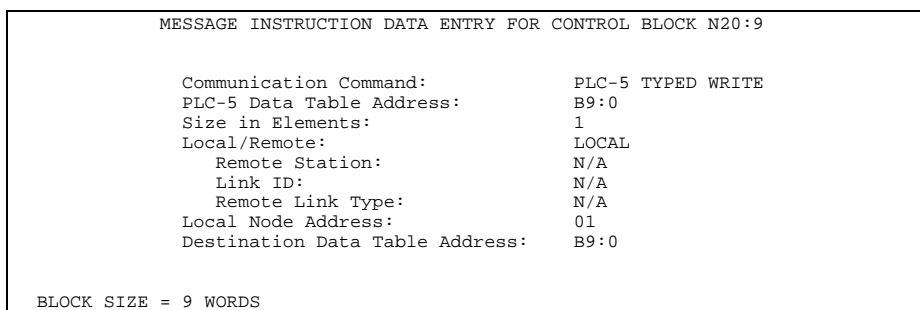 MESSAGE INSTRUCTION DATA ENTRY FOR CONTROL BLOCK N20:9
Communication Command: PLC-5 TYPED WRITE
PLC-5 Data Table Address: B9:0
Size in Elements: 1
Local/Remote: LOCAL
Remote Station: N/A
Link ID: N/A
Remote Link Type: N/A
Local Node Address: 01
Destination Data Table Address: B9:0
BLOCK SIZE = 9 WORDS